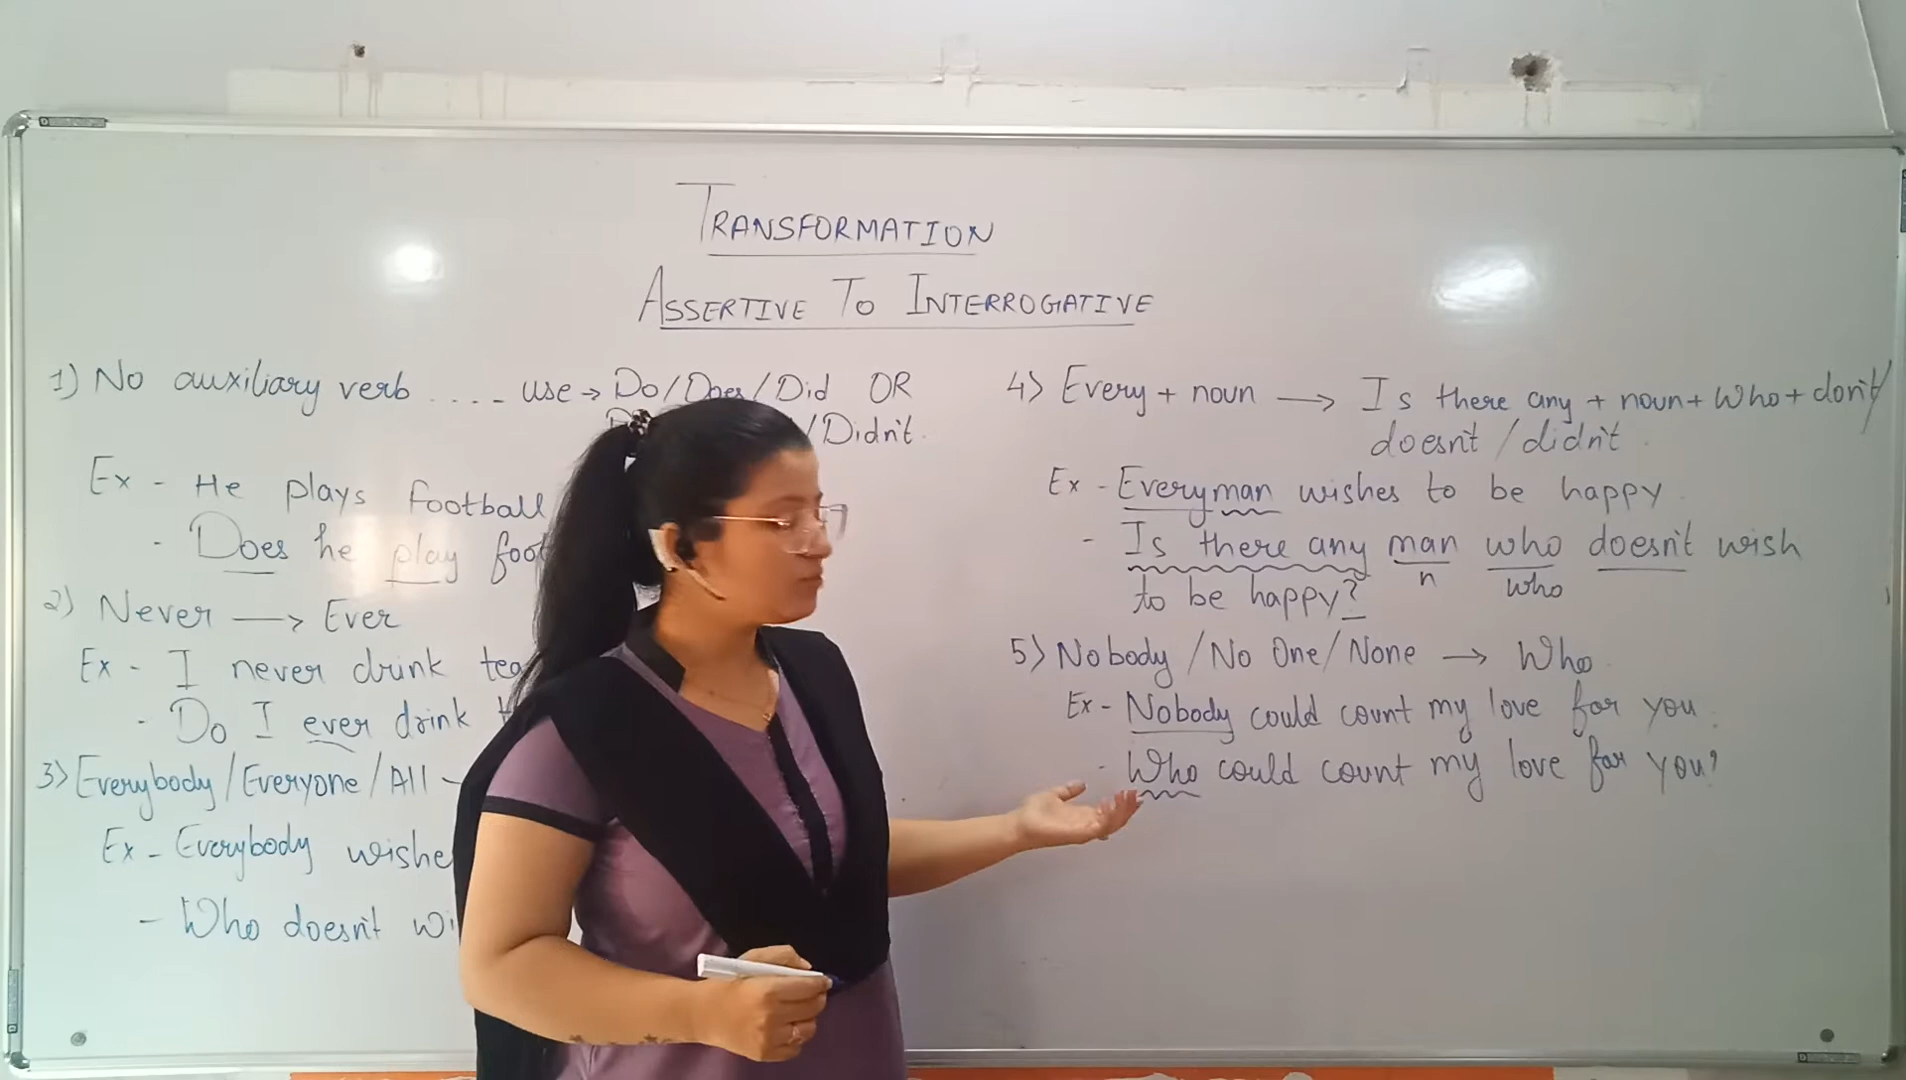 TRANSFORMATION
ASSERTIVE TO INTERROGATIVE
1) No auxiliary verb .... use → Do/Does/Did OR
/Didn't.
Ex - He plays football
- Does he play
2) Never → Ever
Ex - I never drink
- Do I ever drink
3) Everybody/Everyone/All
Ex - Everybody
- Who doesn't
4) Every + noun → Is there any + noun + Who + don't/
doesn't/didn't.
Ex - Everyman wishes to be happy.
- Is there any man who doesn't wish
n who
to be happy?
5) Nobody/No One/None → Who.
Ex - Nobody could count my love for you.
- Who could count my love for you?